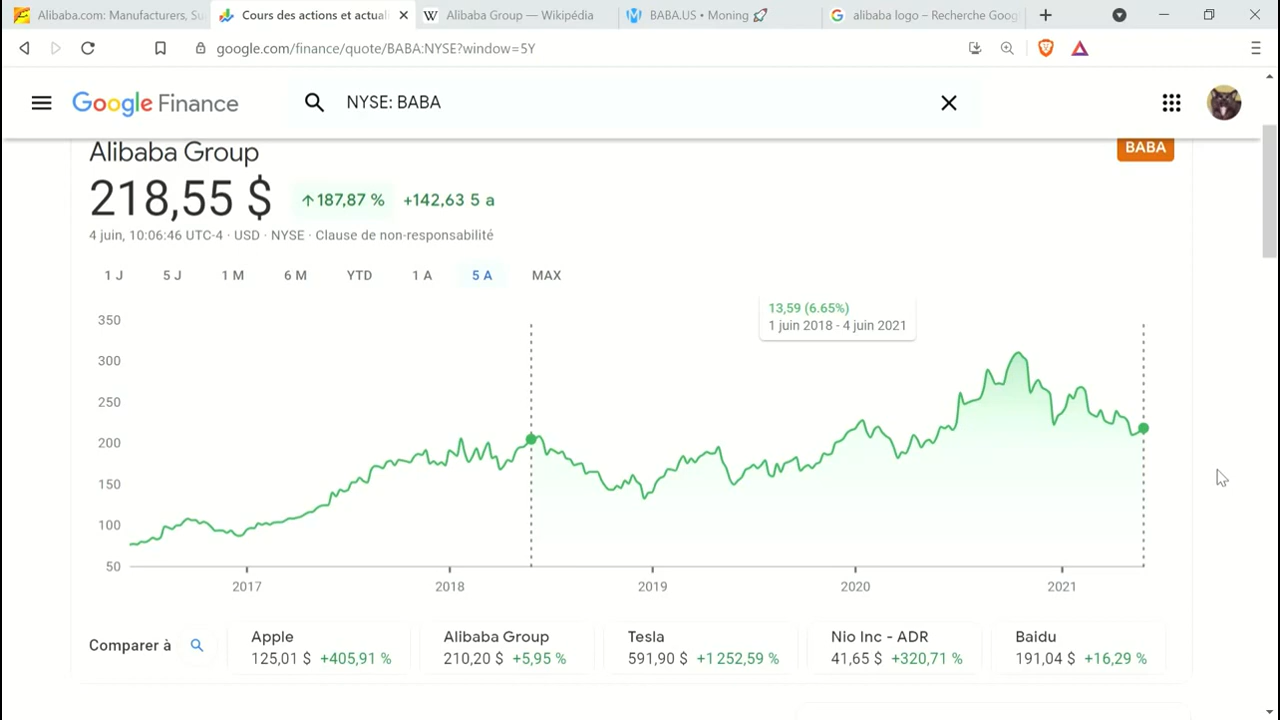 Alibaba.com: Manufacturers, Su
Cours des actions et actuali
Alibaba Group — Wikipédia
BABA.US • Moning 🚀
alibaba logo – Recherche Goog
google.com/finance/quote/BABA:NYSE?window=5Y
Google Finance
NYSE: BABA
Alibaba Group
BABA
218,55 $ ↑187,87 % +142,63 5 a
4 juin, 10:06:46 UTC-4 · USD · NYSE · Clause de non-responsabilité
1 J 5 J 1 M 6 M YTD 1 A 5 A MAX
13,59 (6.65%)
1 juin 2018 - 4 juin 2021
350
300
250
200
150
100
50
2017 2018 2019 2020 2021
Comparer à
Apple
125,01 $ +405,91 %
Alibaba Group
210,20 $ +5,95 %
Tesla
591,90 $ +1 252,59 %
Nio Inc - ADR
41,65 $ +320,71 %
Baidu
191,04 $ +16,29 %